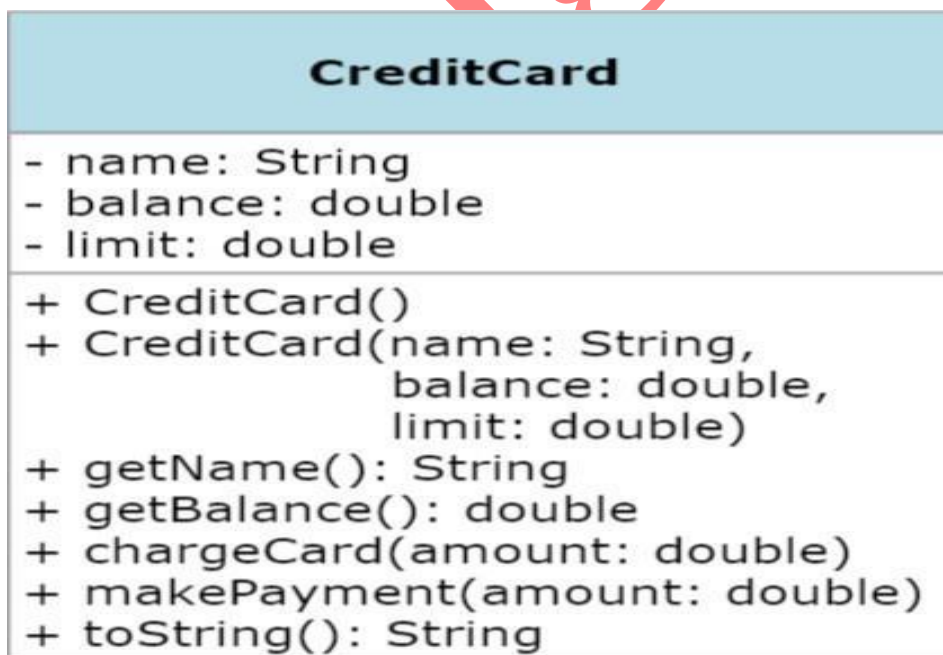 CreditCard
- name: String
- balance: double
- limit: double
+ CreditCard()
+ CreditCard(name: String,
balance: double,
limit: double)
+ getName(): String
+ getBalance(): double
+ chargeCard(amount: double)
+ makePayment(amount: double)
+ toString(): String